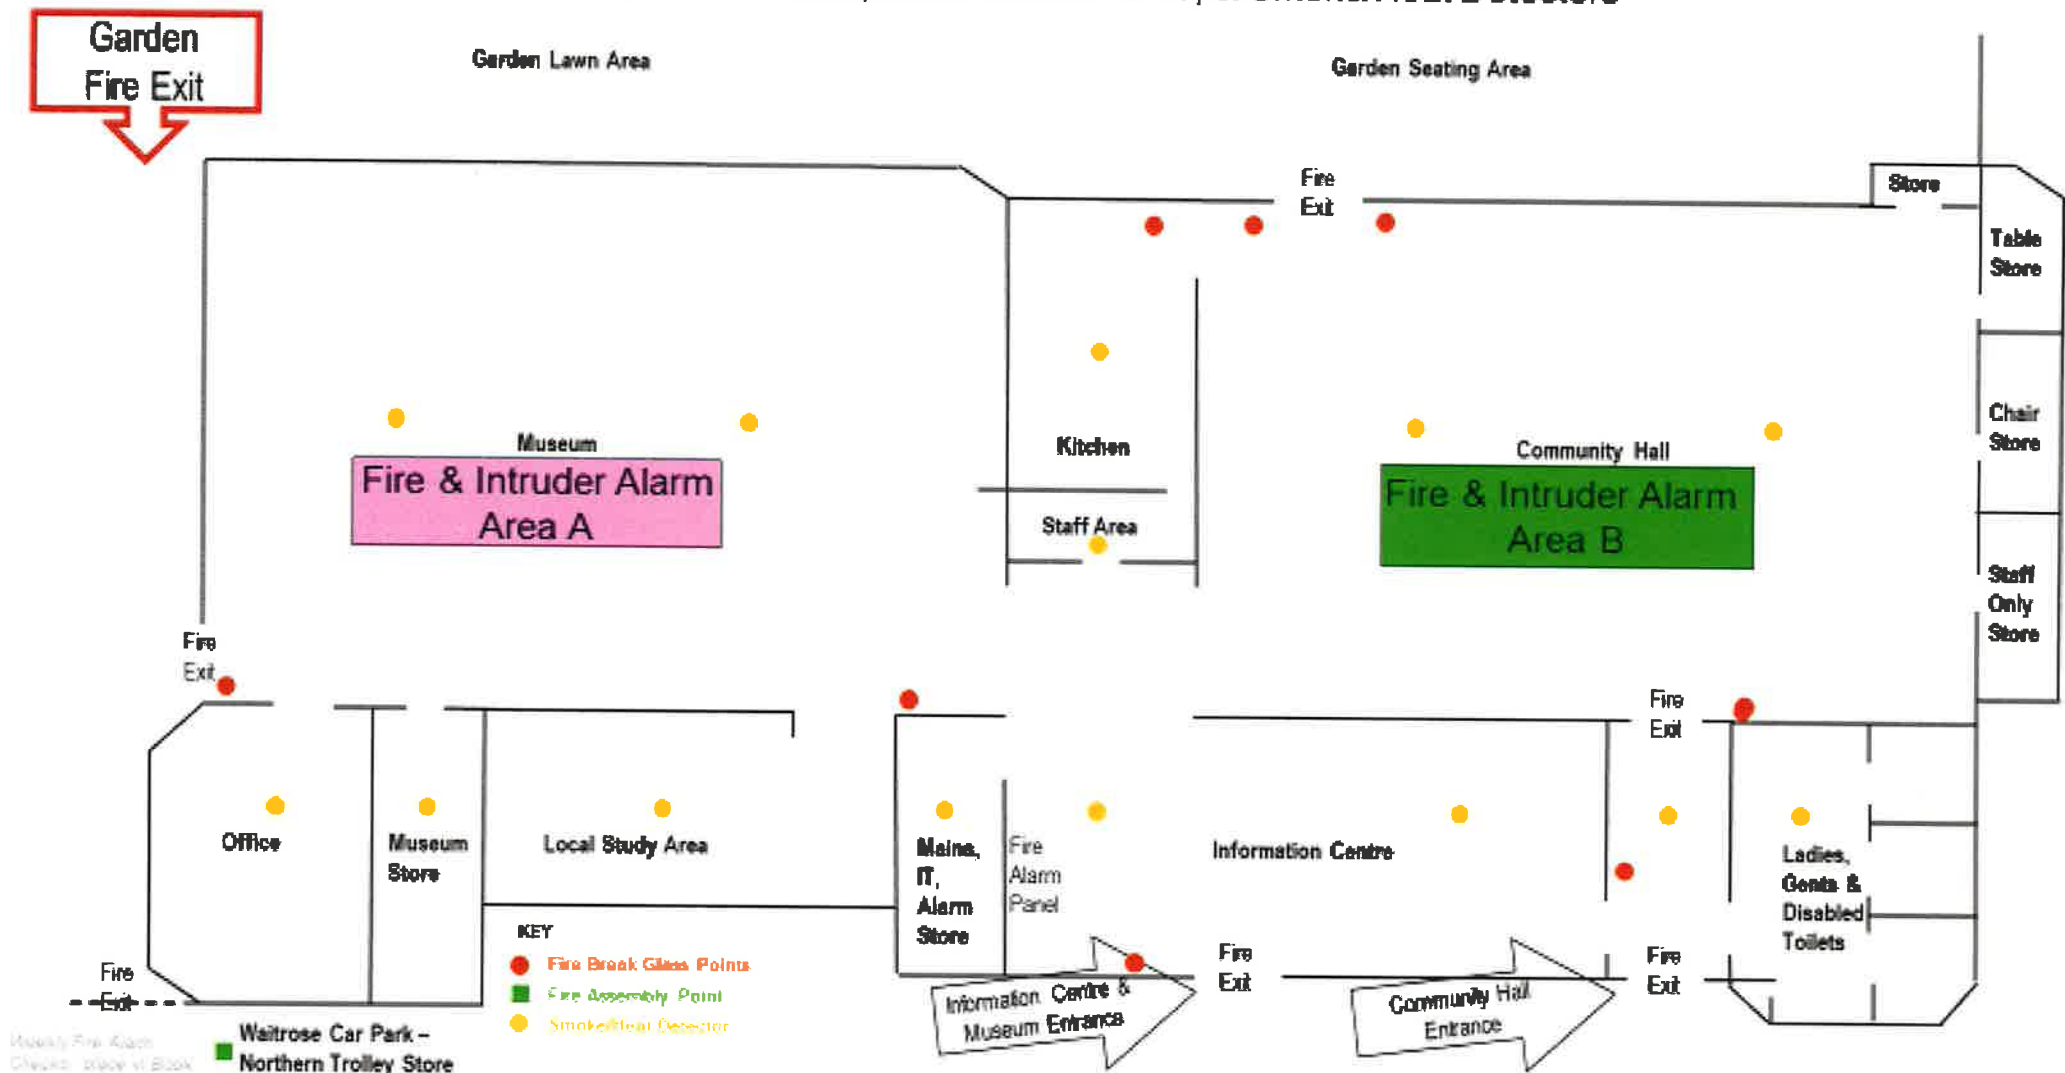 Garden
Fire Exit
Garden Lawn Area
Garden Seating Area
Fire
Exit
Store
Table
Store
Chair
Store
Staff
Only
Store
Museum
Fire & Intruder Alarm
Area A
Kitchen
Staff Area
Community Hall
Fire & Intruder Alarm
Area B
Fire
Exit
Fire
Exit
Office
Museum
Store
Local Study Area
Mains,
IT,
Alarm
Store
Fire
Alarm
Panel
Information Centre
Ladies,
Gents &
Disabled
Toilets
KEY
Fire Break Glass Points
Fire Assembly Point
Smoke/Heat Detector
Fire
Exit
Information Centre &
Museum Entrance
Fire
Exit
Community Hall
Entrance
Fire
Exit
Weekly Fire Alarm
Waitrose Car Park –
Northern Trolley Store